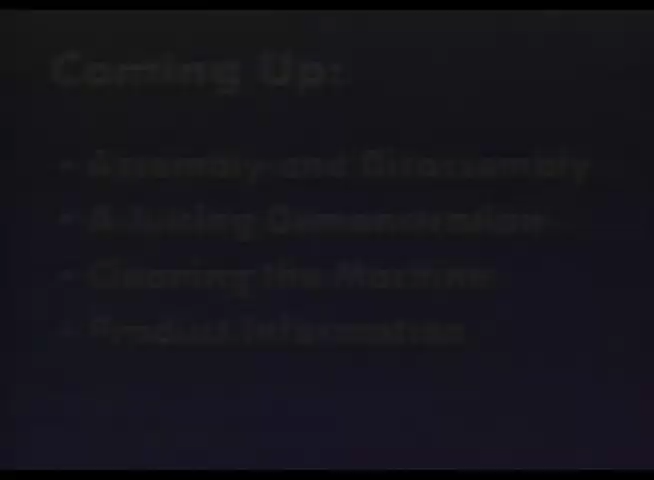 Coming Up:
• Assembly and Disassembly
• A Juicing Demonstration
• Cleaning the Machine
• Product Information